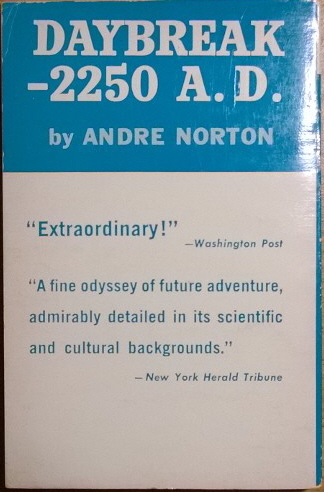 DAYBREAK
-2250 A.D.
by ANDRE NORTON
"Extraordinary!"
—Washington Post
"A fine odyssey of future adventure,
admirably detailed in its scientific
and cultural backgrounds."
—New York Herald Tribune